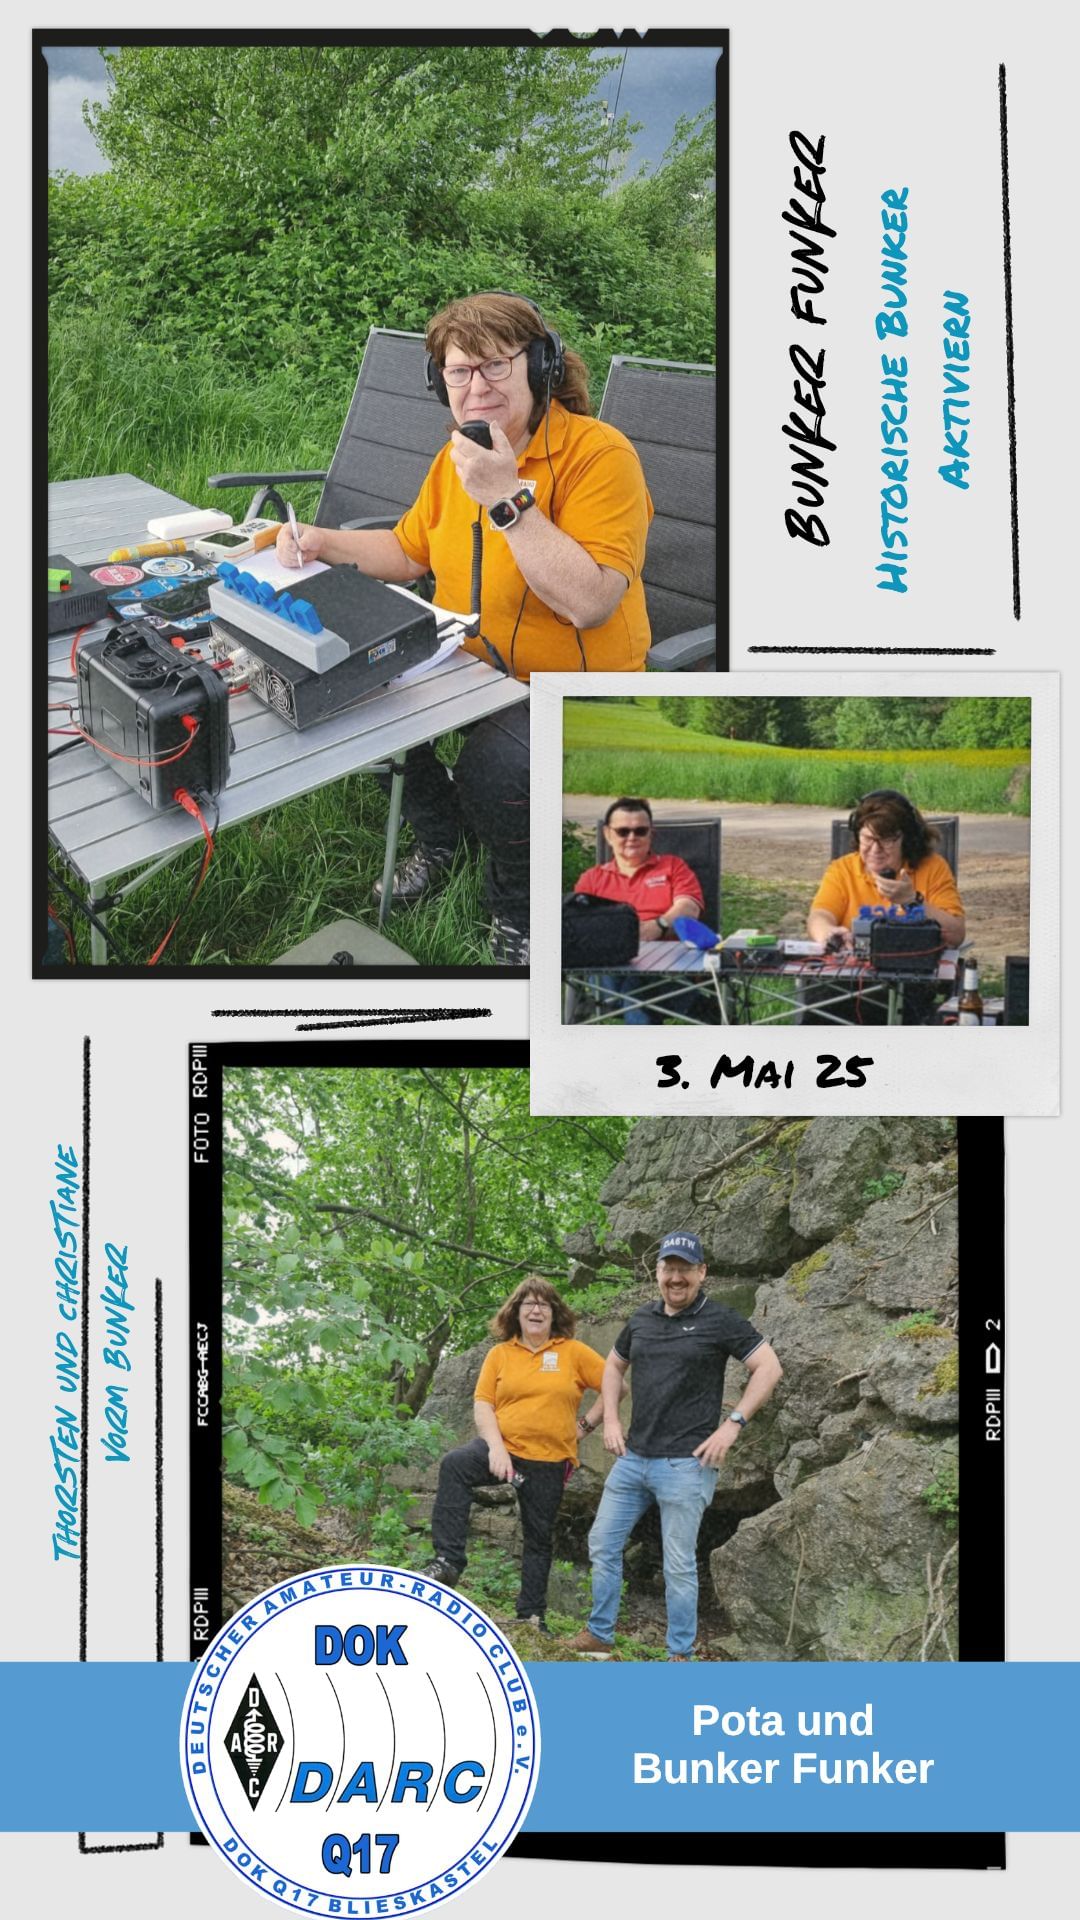 Bunker Funker
Historische Bunker
Aktivieren
3. Mai 25
Thorsten und Christiane
vorm Bunker
FOTO RDPIII
FCCABG-AECJ
RDPIII
RDPIII 2
DA6TW
DEUTSCHER AMATEUR-RADIO CLUB e.V.
DOK
D
A R
C
DARC
Q17
DOK Q17 BLIESKASTEL
Pota und
Bunker Funker